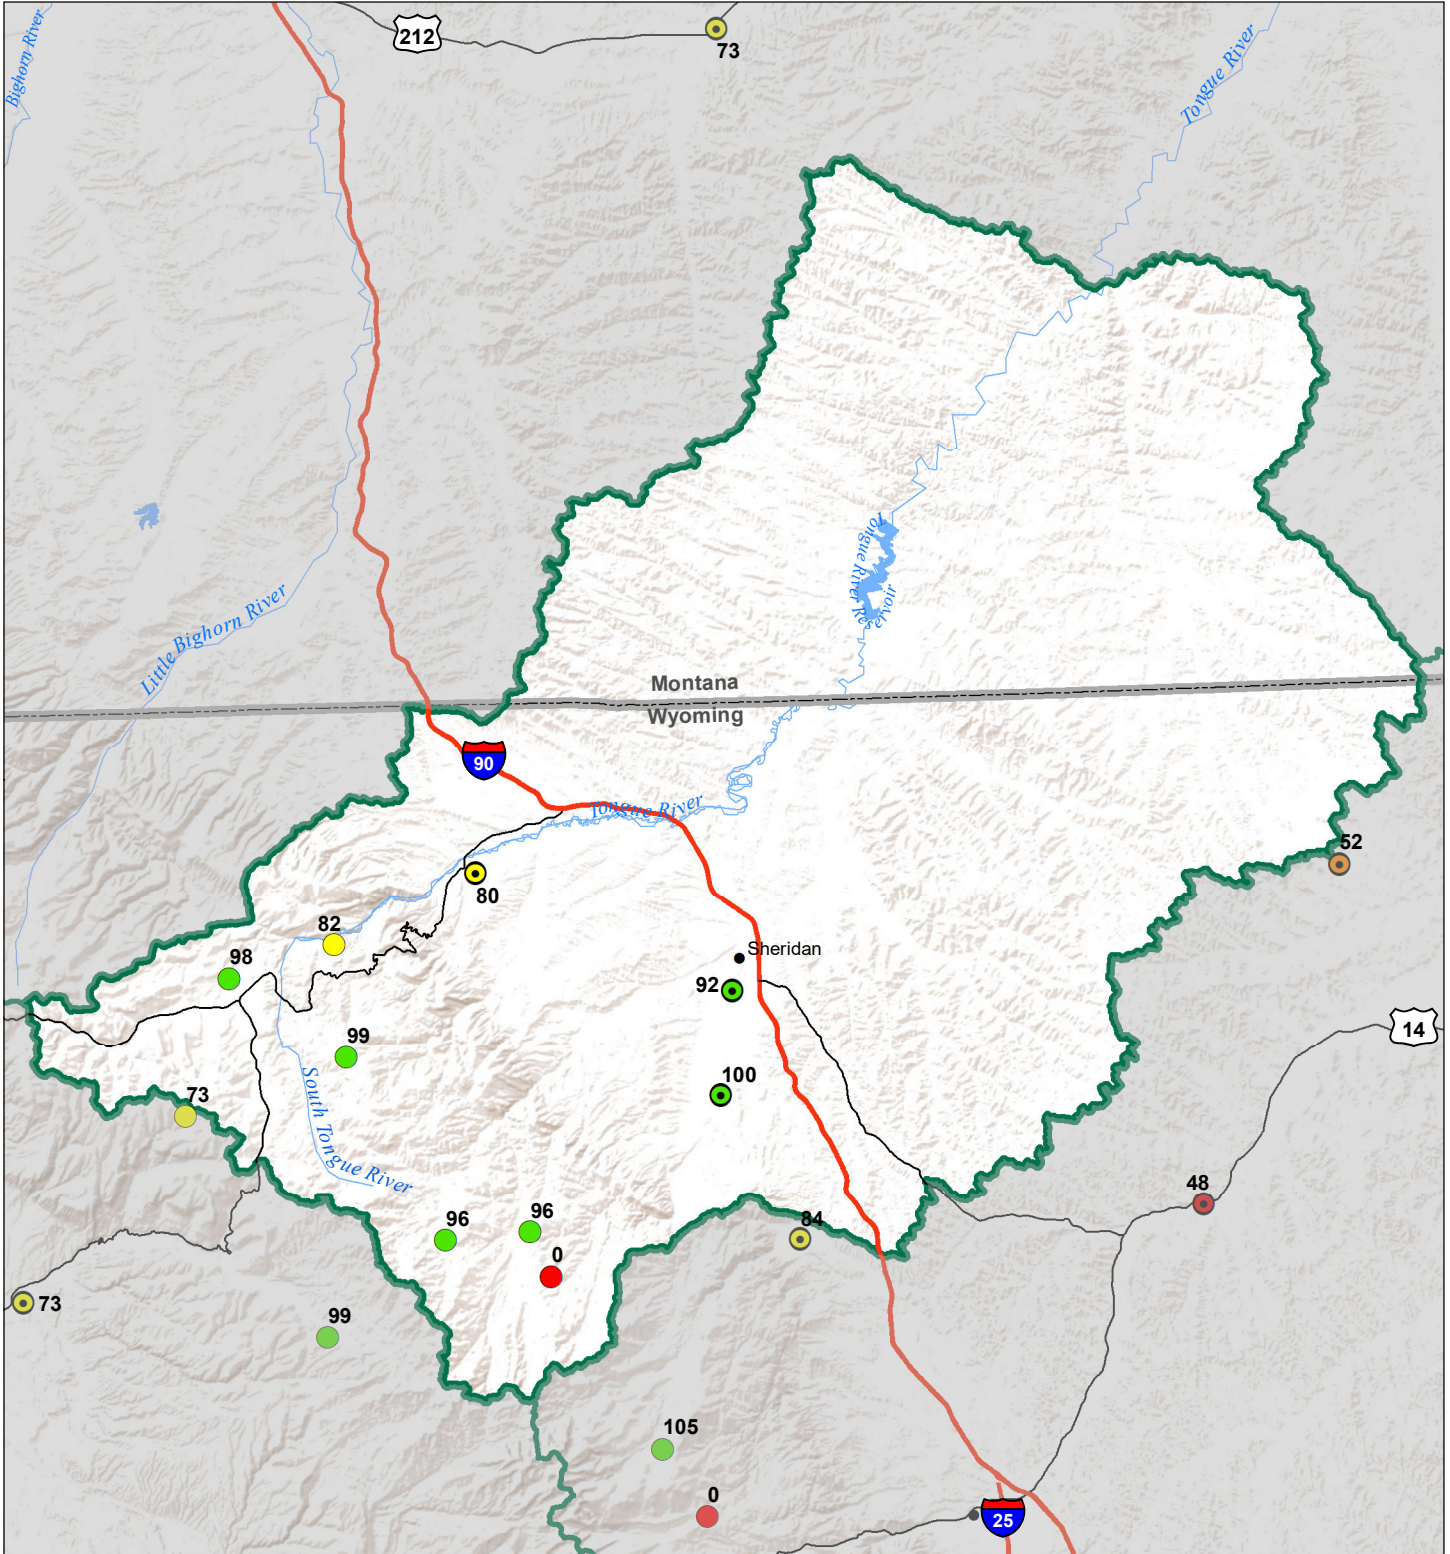 Bighorn River
212
73
Tongue River
Tongue River Reservoir
Little Bighorn River
Montana
Wyoming
90
Tongue River
52
80
82
Sheridan
98
92
14
99
100
73
South Tongue River
48
96
96
84
0
73
99
105
0
25